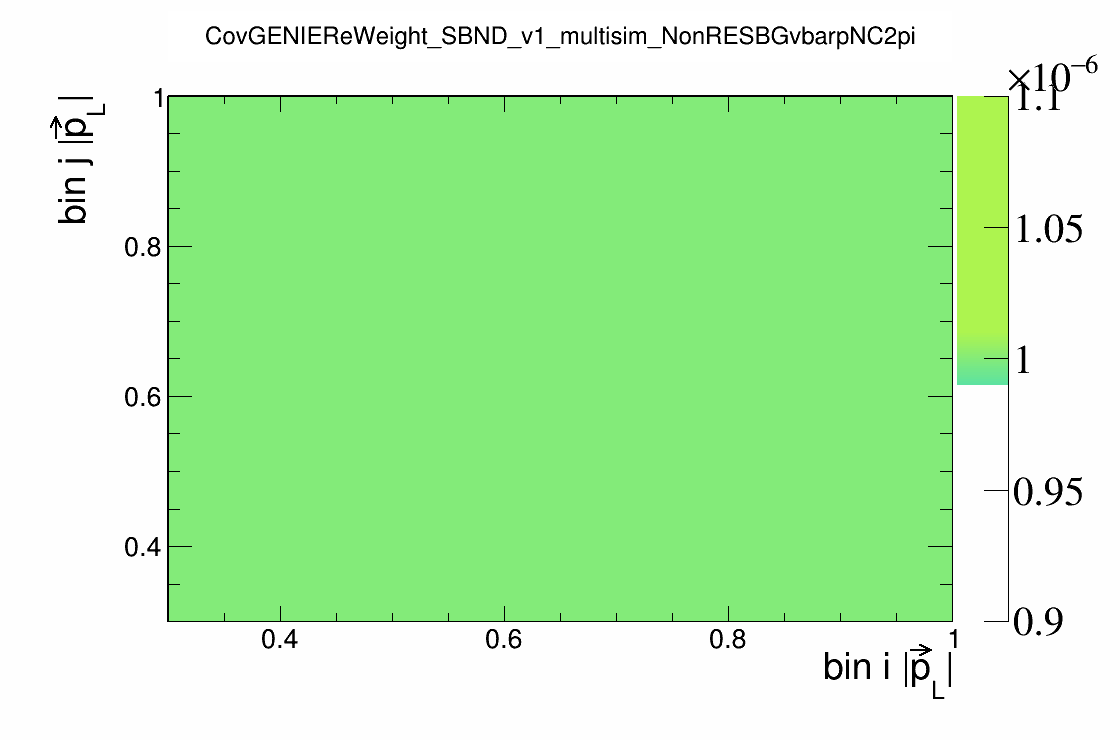 CovGENIEReWeight_SBND_v1_multisim_NonRESBGvbarpNC2pi
×10⁻⁶
bin j |p⃗_L|
1
0.8
0.6
0.4
0.4 0.6 0.8 1
bin i |p⃗_L|
1.1
1.05
1
0.95
0.9